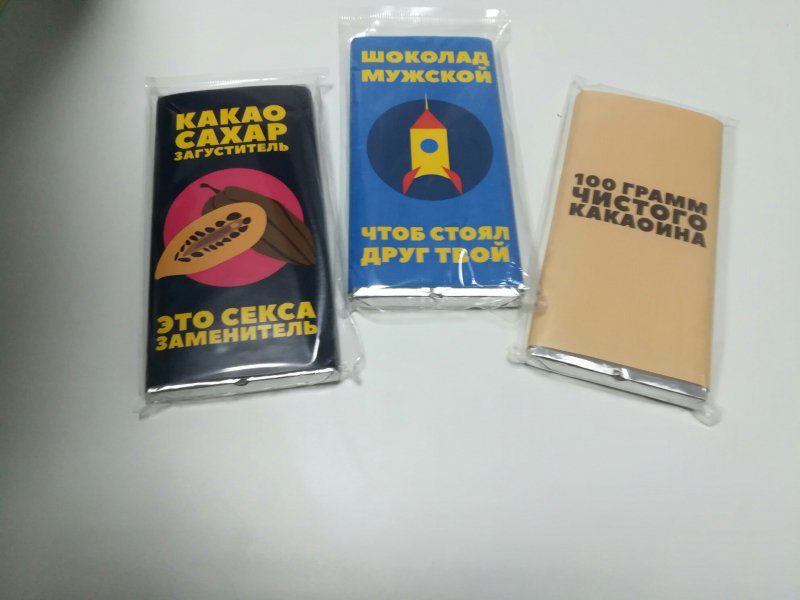 КАКАО
САХАР
ЗАГУСТИТЕЛЬ
ЭТО СЕКСА
ЗАМЕНИТЕЛЬ
ШОКОЛАД
МУЖСКОЙ
ЧТОБ СТОЯЛ
ДРУГ ТВОЙ
100 ГРАММ
ЧИСТОГО
КАКАОИНА